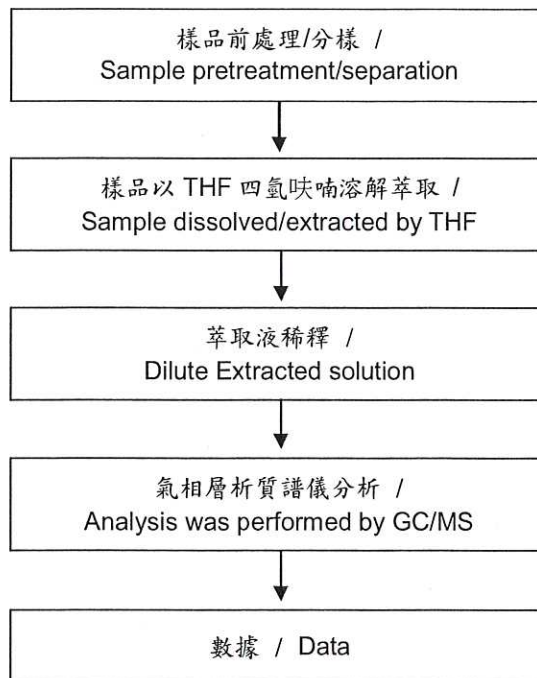 樣品前處理/分樣 /
Sample pretreatment/separation
樣品以 THF 四氫呋喃溶解萃取 /
Sample dissolved/extracted by THF
萃取液稀釋 /
Dilute Extracted solution
氣相層析質譜儀分析 /
Analysis was performed by GC/MS
數據 / Data